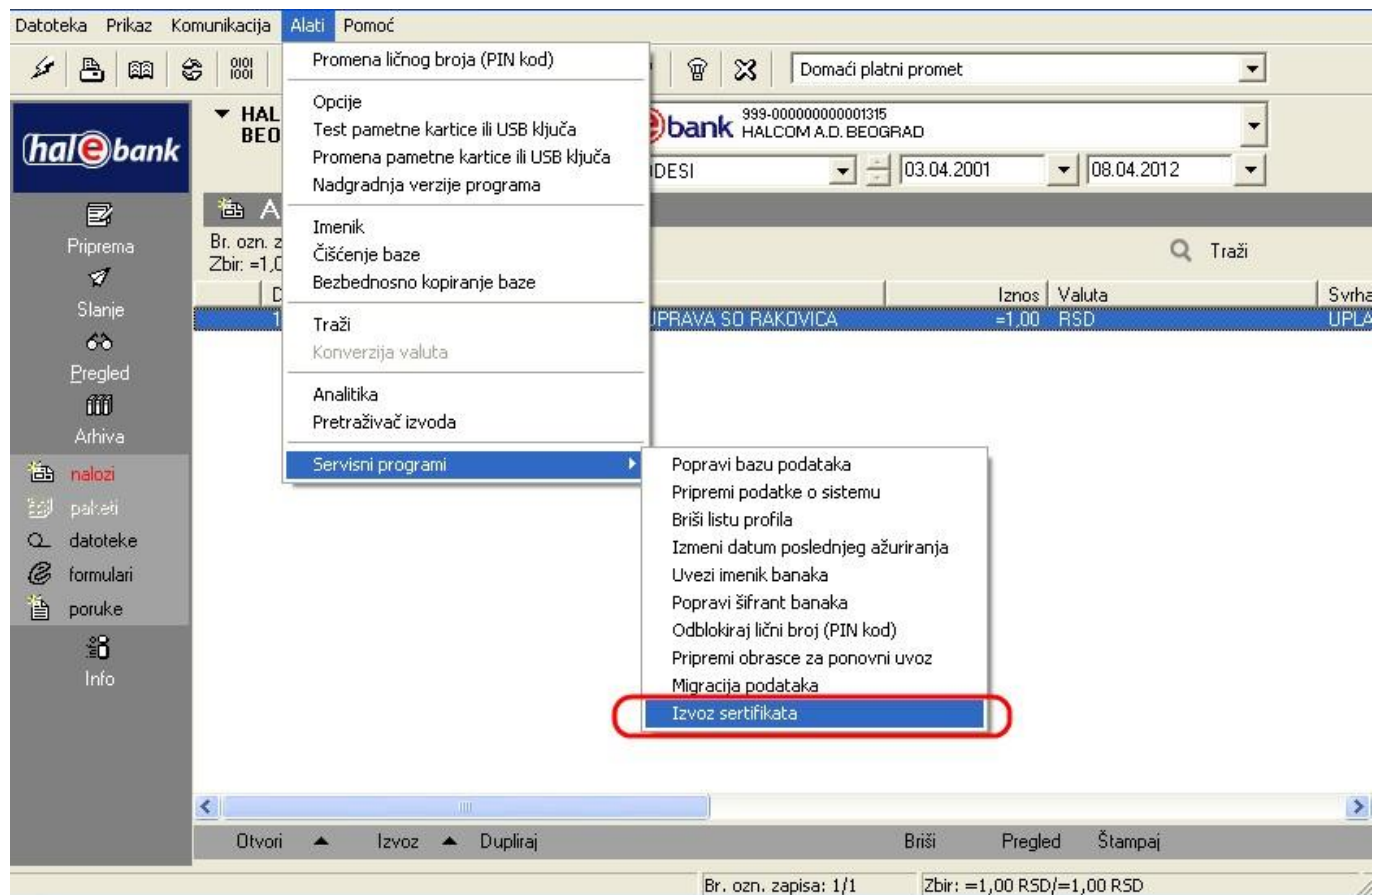 Datoteka Prikaz Komunikacija Alati Pomoć
Domaći platni promet
hal e bank
HAL
BEO
bank
999-0000000000001315
HALCOM A.D. BEOGRAD
DESI
03.04.2001
08.04.2012
Promena ličnog broja (PIN kod)
Opcije
Test pametne kartice ili USB ključa
Promena pametne kartice ili USB ključa
Nadgradnja verzije programa
Imenik
Čišćenje baze
Bezbednosno kopiranje baze
Traži
Konverzija valuta
Analitika
Pretraživač izvoda
Servisni programi
Popravi bazu podataka
Pripremi podatke o sistemu
Briši listu profila
Izmeni datum poslednjeg ažuriranja
Uvezi imenik banaka
Popravi šifrant banaka
Odblokiraj lični broj (PIN kod)
Pripremi obrasce za ponovni uvoz
Migracija podataka
Izvoz sertifikata
Priprema
Slanje
Pregled
Arhiva
nalozi
paketi
datoteke
formulari
poruke
Info
A
Br. ozn. z
Zbir: =1,0
Traži
D Iznos Valuta Svrha
1 UPRAVA SO RAKOVICA =1,00 RSD UPLA
Otvori Izvoz Dupliraj Briši Pregled Štampaj
Br. ozn. zapisa: 1/1 Zbir: =1,00 RSD/=1,00 RSD